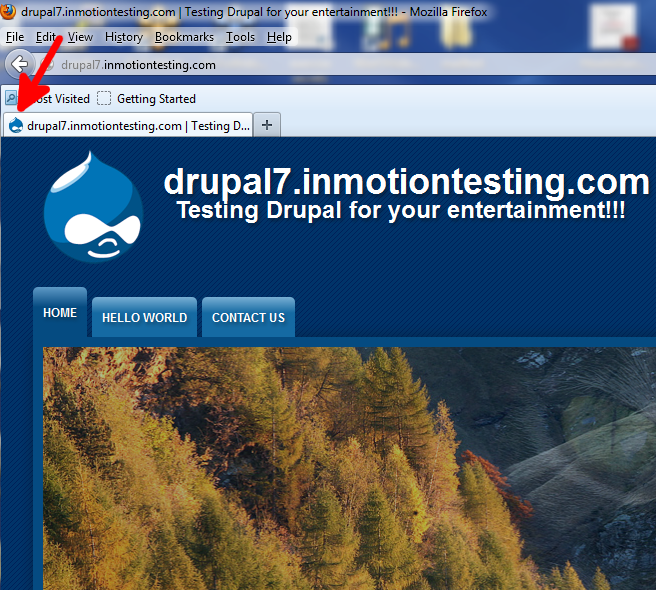 drupal7.inmotiontesting.com | Testing Drupal for your entertainment!!! - Mozilla Firefox
File Edit View History Bookmarks Tools Help
drupal7.inmotiontesting.com
Visited Getting Started
drupal7.inmotiontesting.com | Testing D...
drupal7.inmotiontesting.com
Testing Drupal for your entertainment!!!
HOME HELLO WORLD CONTACT US